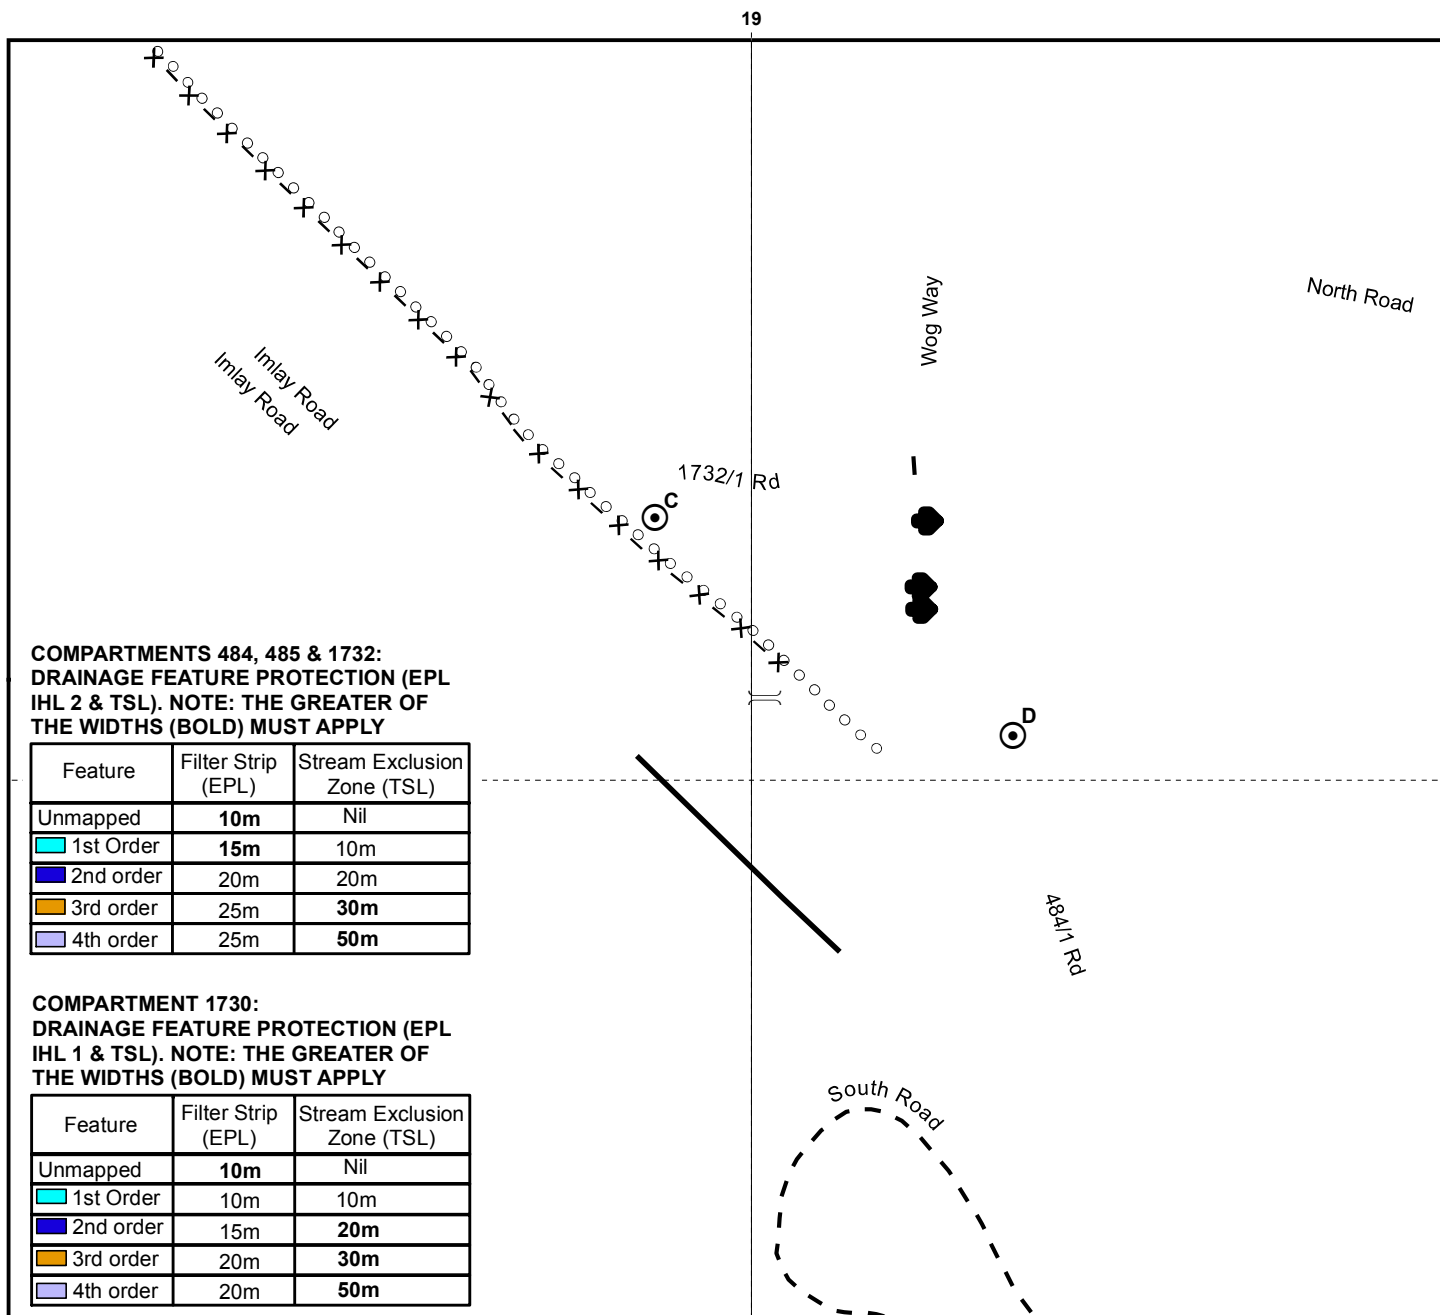 19
Wog Way
North Road
Imlay Road
Imlay Road
1732/1 Rd
C
D
COMPARTMENTS 484, 485 & 1732:
DRAINAGE FEATURE PROTECTION (EPL
IHL 2 & TSL). NOTE: THE GREATER OF
THE WIDTHS (BOLD) MUST APPLY
Feature Filter Strip (EPL) Stream Exclusion Zone (TSL)
Unmapped 10m Nil
1st Order 15m 10m
2nd order 20m 20m
3rd order 25m 30m
4th order 25m 50m
484/1 Rd
COMPARTMENT 1730:
DRAINAGE FEATURE PROTECTION (EPL
IHL 1 & TSL). NOTE: THE GREATER OF
THE WIDTHS (BOLD) MUST APPLY
Feature Filter Strip (EPL) Stream Exclusion Zone (TSL)
Unmapped 10m Nil
1st Order 10m 10m
2nd order 15m 20m
3rd order 20m 30m
4th order 20m 50m
South Road